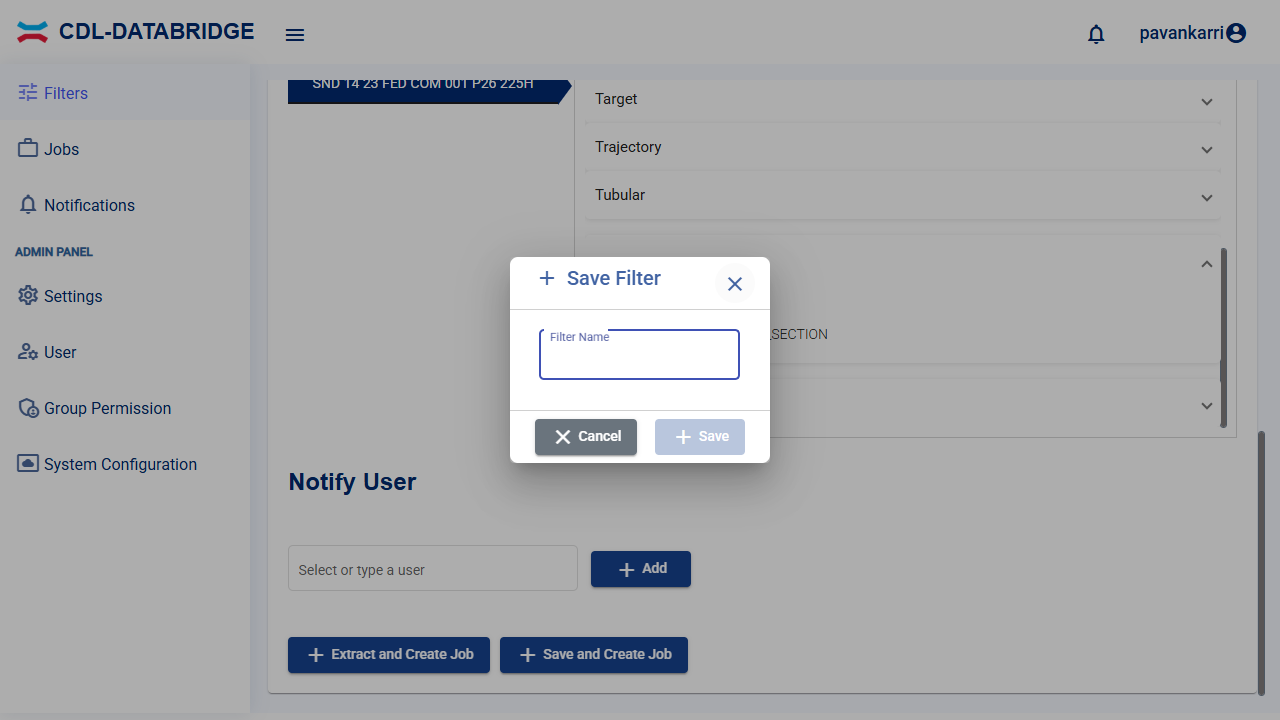 CDL-DATABRIDGE
pavankarri
Filters
Jobs
Notifications
ADMIN PANEL
Settings
User
Group Permission
System Configuration
SND 14 23 FED COM 001 P26 225H
Target
Trajectory
Tubular
SECTION
Save Filter
Filter Name
Cancel
Save
Notify User
Select or type a user
Add
Extract and Create Job
Save and Create Job